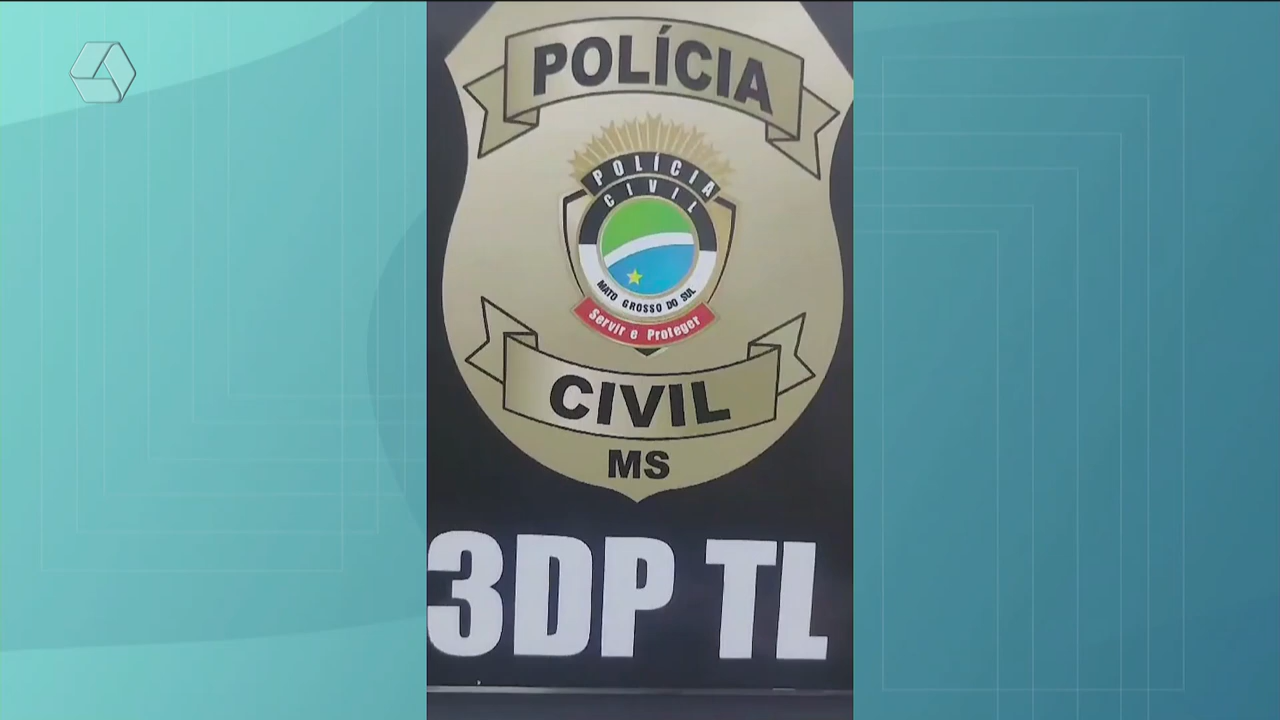 POLÍCIA
POLÍCIA
CIVIL
MATO GROSSO DO SUL
Servir e Proteger
CIVIL
MS
3DP TL